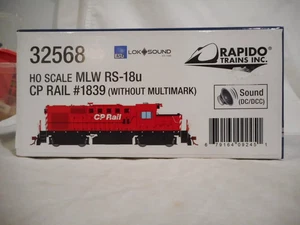 32568
ESU LOKSOUND
RAPIDO
TRAINS INC.
HO SCALE MLW RS-18u
CP RAIL #1839 (WITHOUT MULTIMARK)
Sound
(DC/DCC)
CP Rail